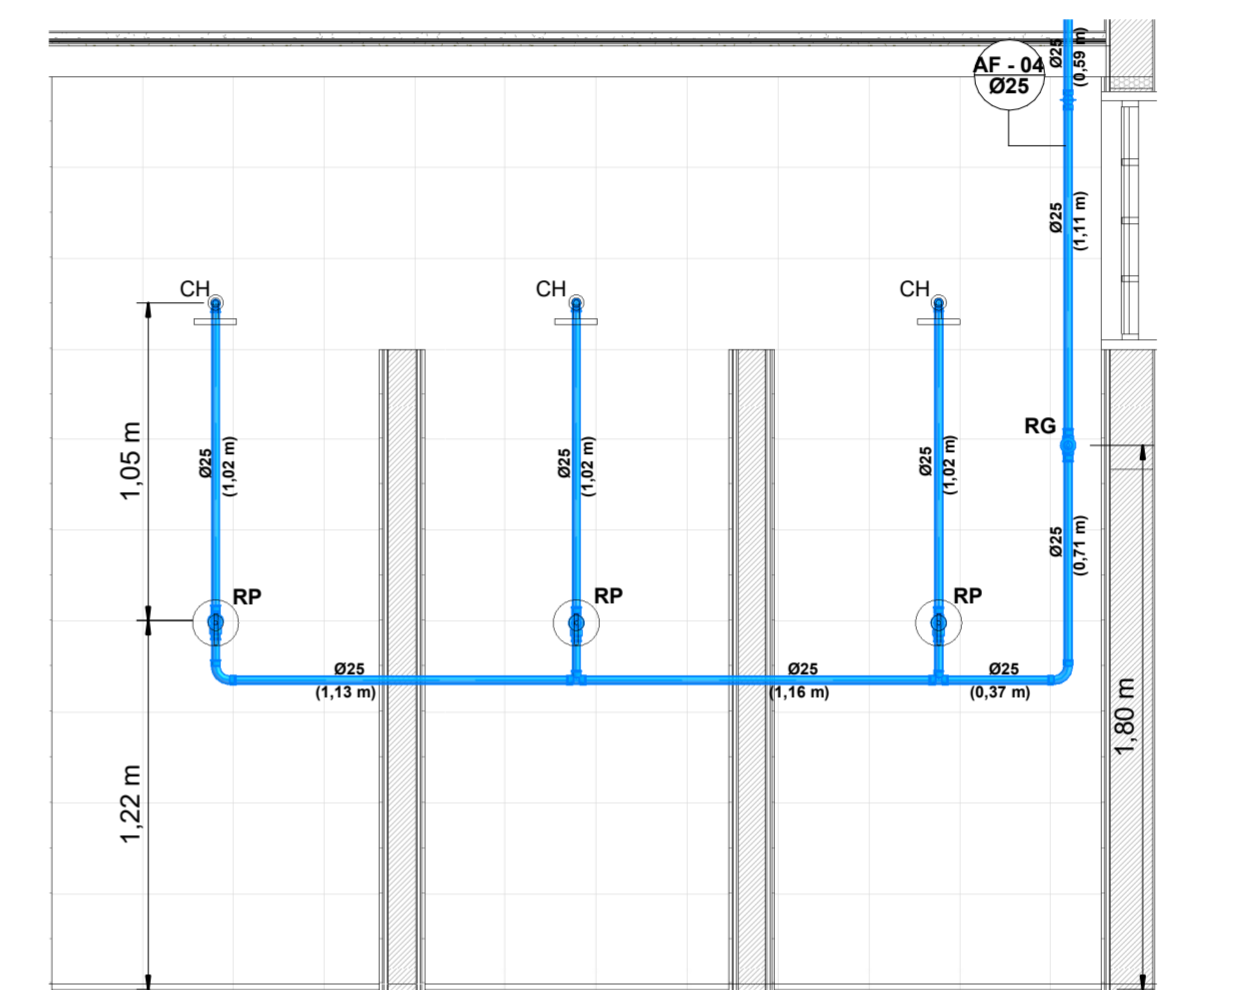 AF - 04
Ø25
Ø25
(0,59 m)
Ø25
(1,11 m)
CH
CH
CH
1,05 m
Ø25
(1,02 m)
Ø25
(1,02 m)
Ø25
(1,02 m)
RG
Ø25
(0,71 m)
RP
RP
RP
Ø25
(1,13 m)
Ø25
(1,16 m)
Ø25
(0,37 m)
1,22 m
1,80 m